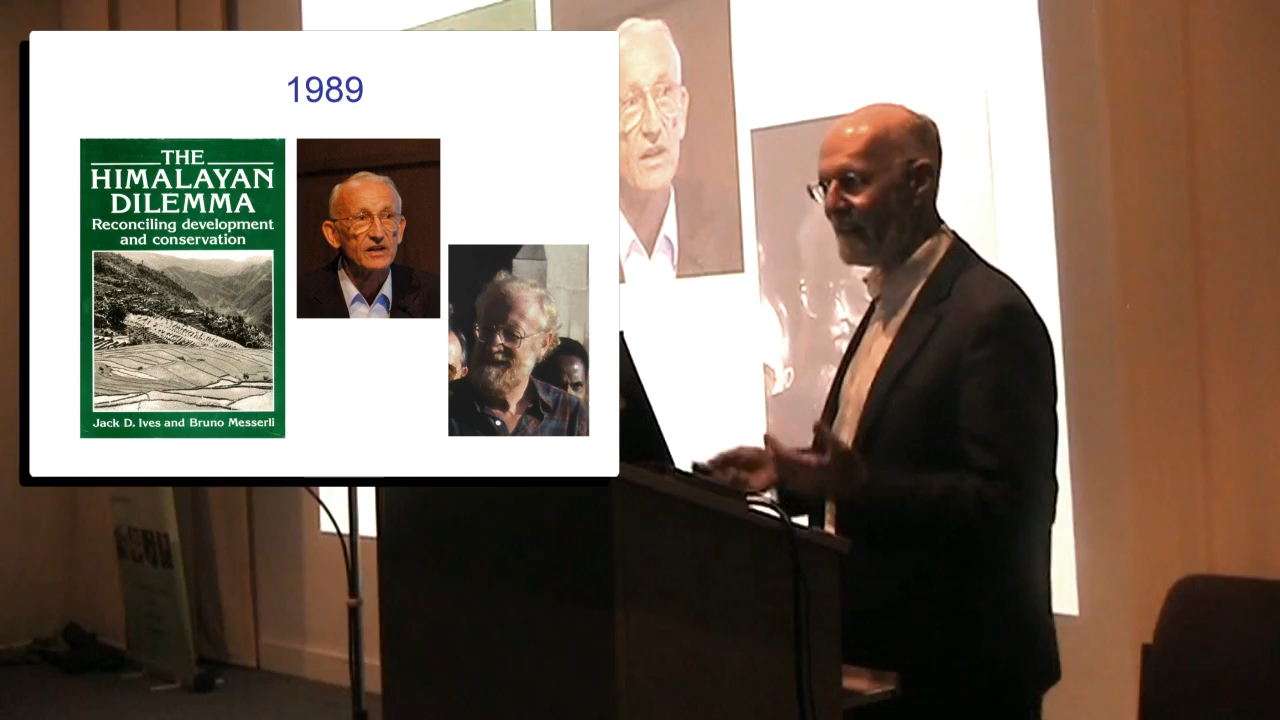 1989
THE
HIMALAYAN
DILEMMA
Reconciling development
and conservation
Jack D. Ives and Bruno Messerli